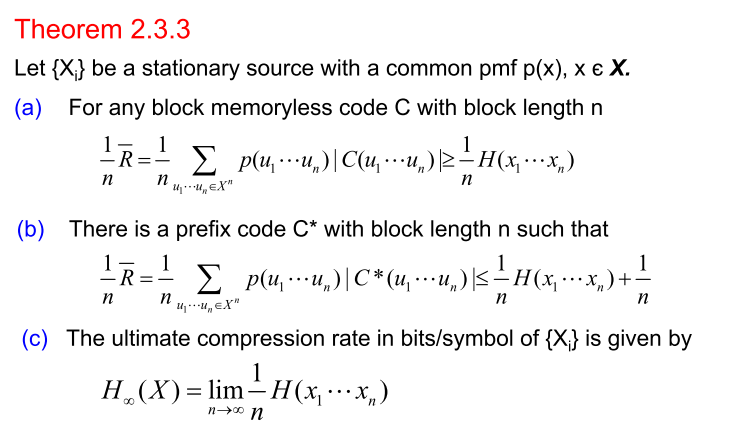 Theorem 2.3.3
Let {Xᵢ} be a stationary source with a common pmf p(x), x є X.
(a) For any block memoryless code C with block length n
\frac{1}{n}\overline{R} = \frac{1}{n} \sum_{u_1 \cdots u_n \in X^n} p(u_1 \cdots u_n) | C(u_1 \cdots u_n) | \geq \frac{1}{n} H(x_1 \cdots x_n)
(b) There is a prefix code C* with block length n such that
\frac{1}{n}\overline{R} = \frac{1}{n} \sum_{u_1 \cdots u_n \in X^n} p(u_1 \cdots u_n) | C*(u_1 \cdots u_n) | \leq \frac{1}{n} H(x_1 \cdots x_n) + \frac{1}{n}
(c) The ultimate compression rate in bits/symbol of {Xᵢ} is given by
H_\infty(X) = \lim_{n \to \infty} \frac{1}{n} H(x_1 \cdots x_n)